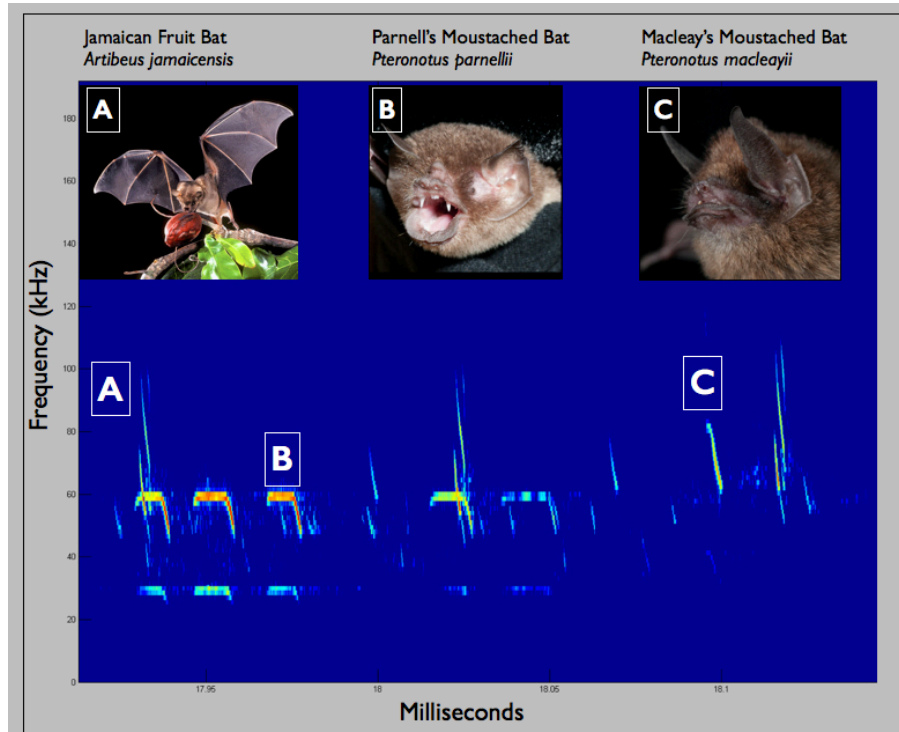 Jamaican Fruit Bat
Artibeus jamaicensis
Parnell's Moustached Bat
Pteronotus parnellii
Macleay's Moustached Bat
Pteronotus macleayii
A
B
C
180
160
140
120
100
80
60
40
20
0
Frequency (kHz)
A
B
C
17.95
18
18.05
18.1
Milliseconds